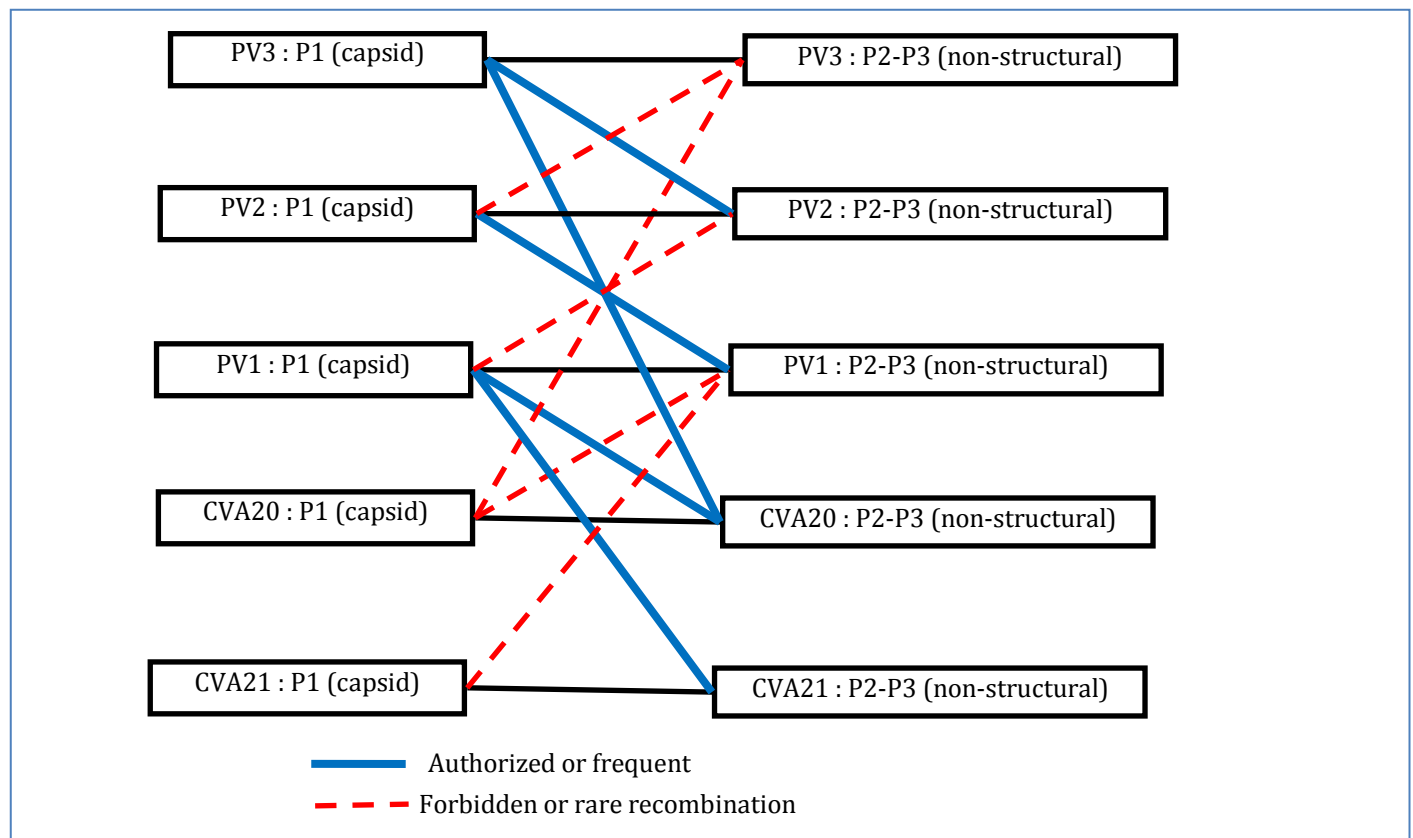 PV3 : P1 (capsid)
PV3 : P2-P3 (non-structural)
PV2 : P1 (capsid)
PV2 : P2-P3 (non-structural)
PV1 : P1 (capsid)
PV1 : P2-P3 (non-structural)
CVA20 : P1 (capsid)
CVA20 : P2-P3 (non-structural)
CVA21 : P1 (capsid)
CVA21 : P2-P3 (non-structural)
Authorized or frequent
Forbidden or rare recombination